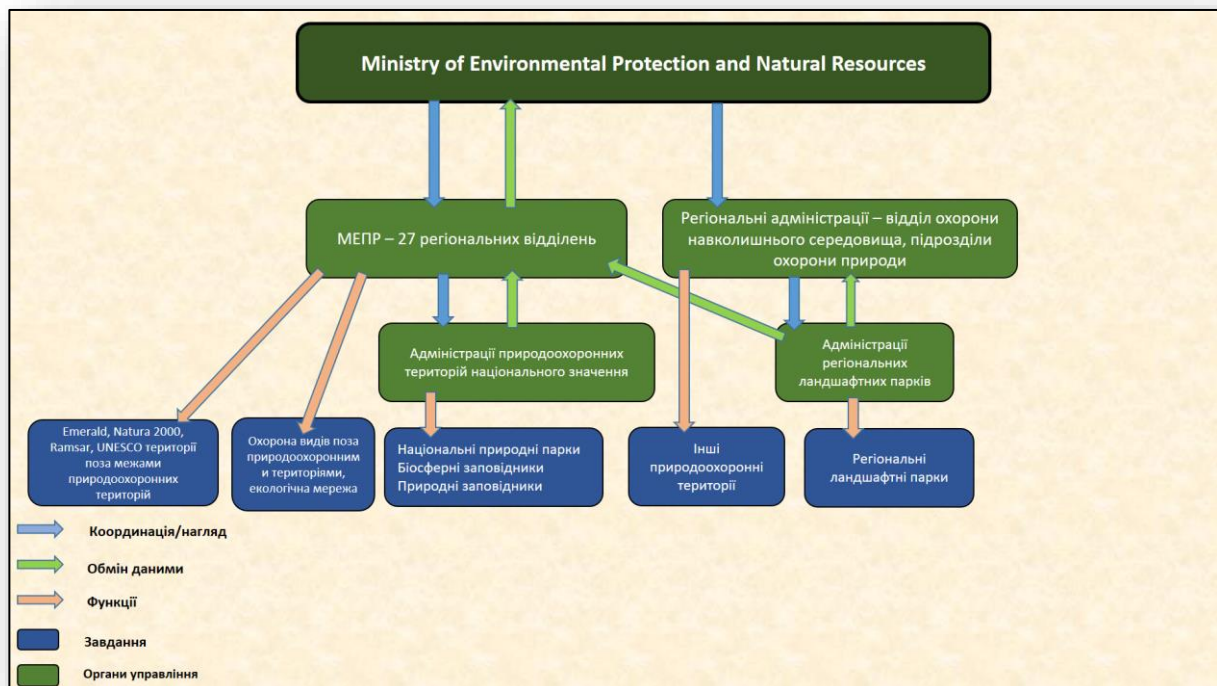 Ministry of Environmental Protection and Natural Resources
МЕПР – 27 регіональних відділень
Регіональні адміністрації – відділ охорони
навколишнього середовища, підрозділи
охорони природи
Адміністрації природоохоронних
територій національного значення
Адміністрації
регіональних
ландшафтних парків
Emerald, Natura 2000,
Ramsar, UNESCO території
поза межами
природоохоронних
територій
Охорона видів поза
природоохоронним
и територіями,
екологічна мережа
Національні природні парки
Біосферні заповідники
Природні заповідники
Інші
природоохоронні
території
Регіональні
ландшафтні парки
Координація/нагляд
Обмін даними
Функції
Завдання
Органи управління